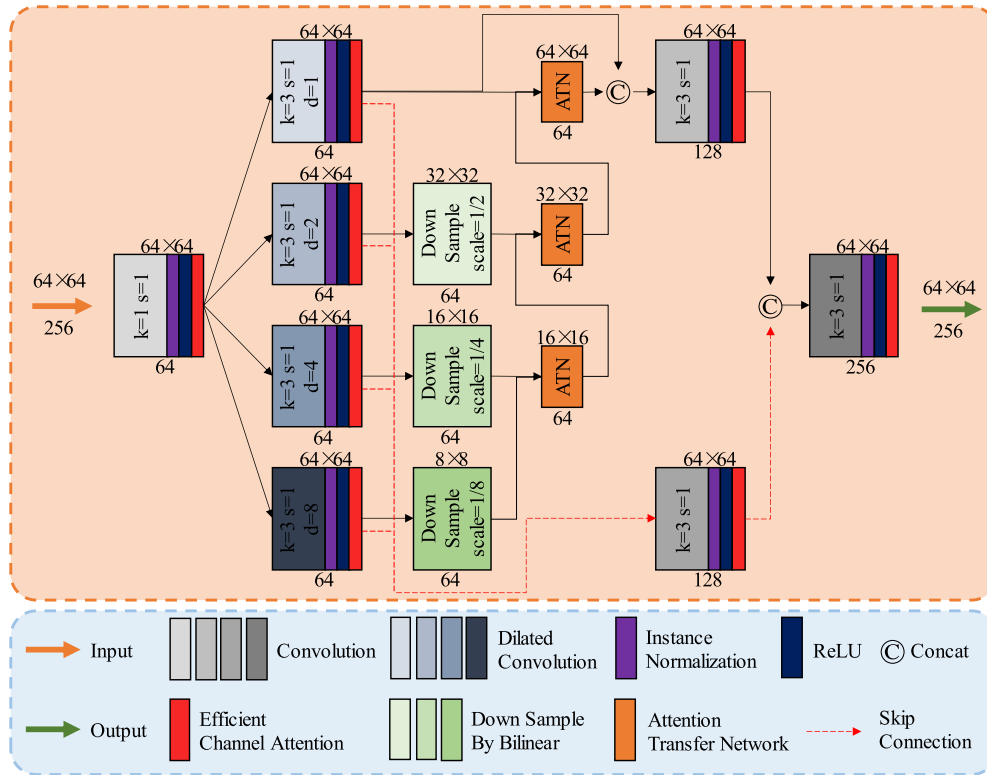 64×64
256
64×64
k=1 s=1
64
64×64
k=3 s=1
d=1
64
64×64
k=3 s=1
d=2
64
64×64
k=3 s=1
d=4
64
64×64
k=3 s=1
d=8
64
32×32
Down
Sample
scale=1/2
64
16×16
Down
Sample
scale=1/4
64
8×8
Down
Sample
scale=1/8
64
64×64
ATN
64
32×32
ATN
64
16×16
ATN
64
C
64×64
k=3 s=1
128
64×64
k=3 s=1
128
C
64×64
k=3 s=1
256
64×64
256
Input
Convolution
Dilated
Convolution
Instance
Normalization
ReLU
C Concat
Output
Efficient
Channel Attention
Down Sample
By Bilinear
Attention
Transfer Network
Skip
Connection